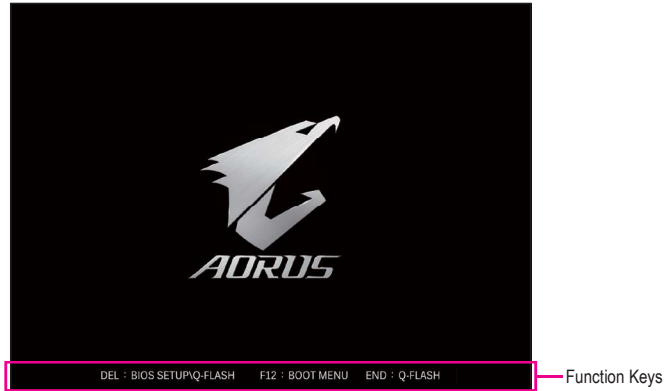 AORUS
DEL : BIOS SETUP\Q-FLASH F12 : BOOT MENU END : Q-FLASH
Function Keys